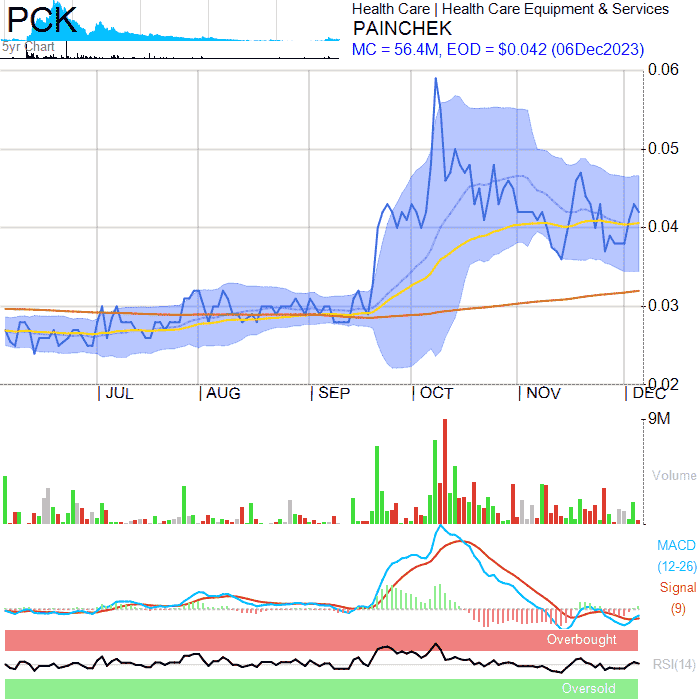 PCK
5yr Chart
Health Care | Health Care Equipment & Services
PAINCHEK
MC = 56.4M, EOD = $0.042 (06Dec2023)
0.06
0.05
0.04
0.03
0.02
| JUL | AUG | SEP | OCT | NOV | DEC
9M
Volume
MACD
(12-26)
Signal
(9)
Overbought
RSI(14)
Oversold